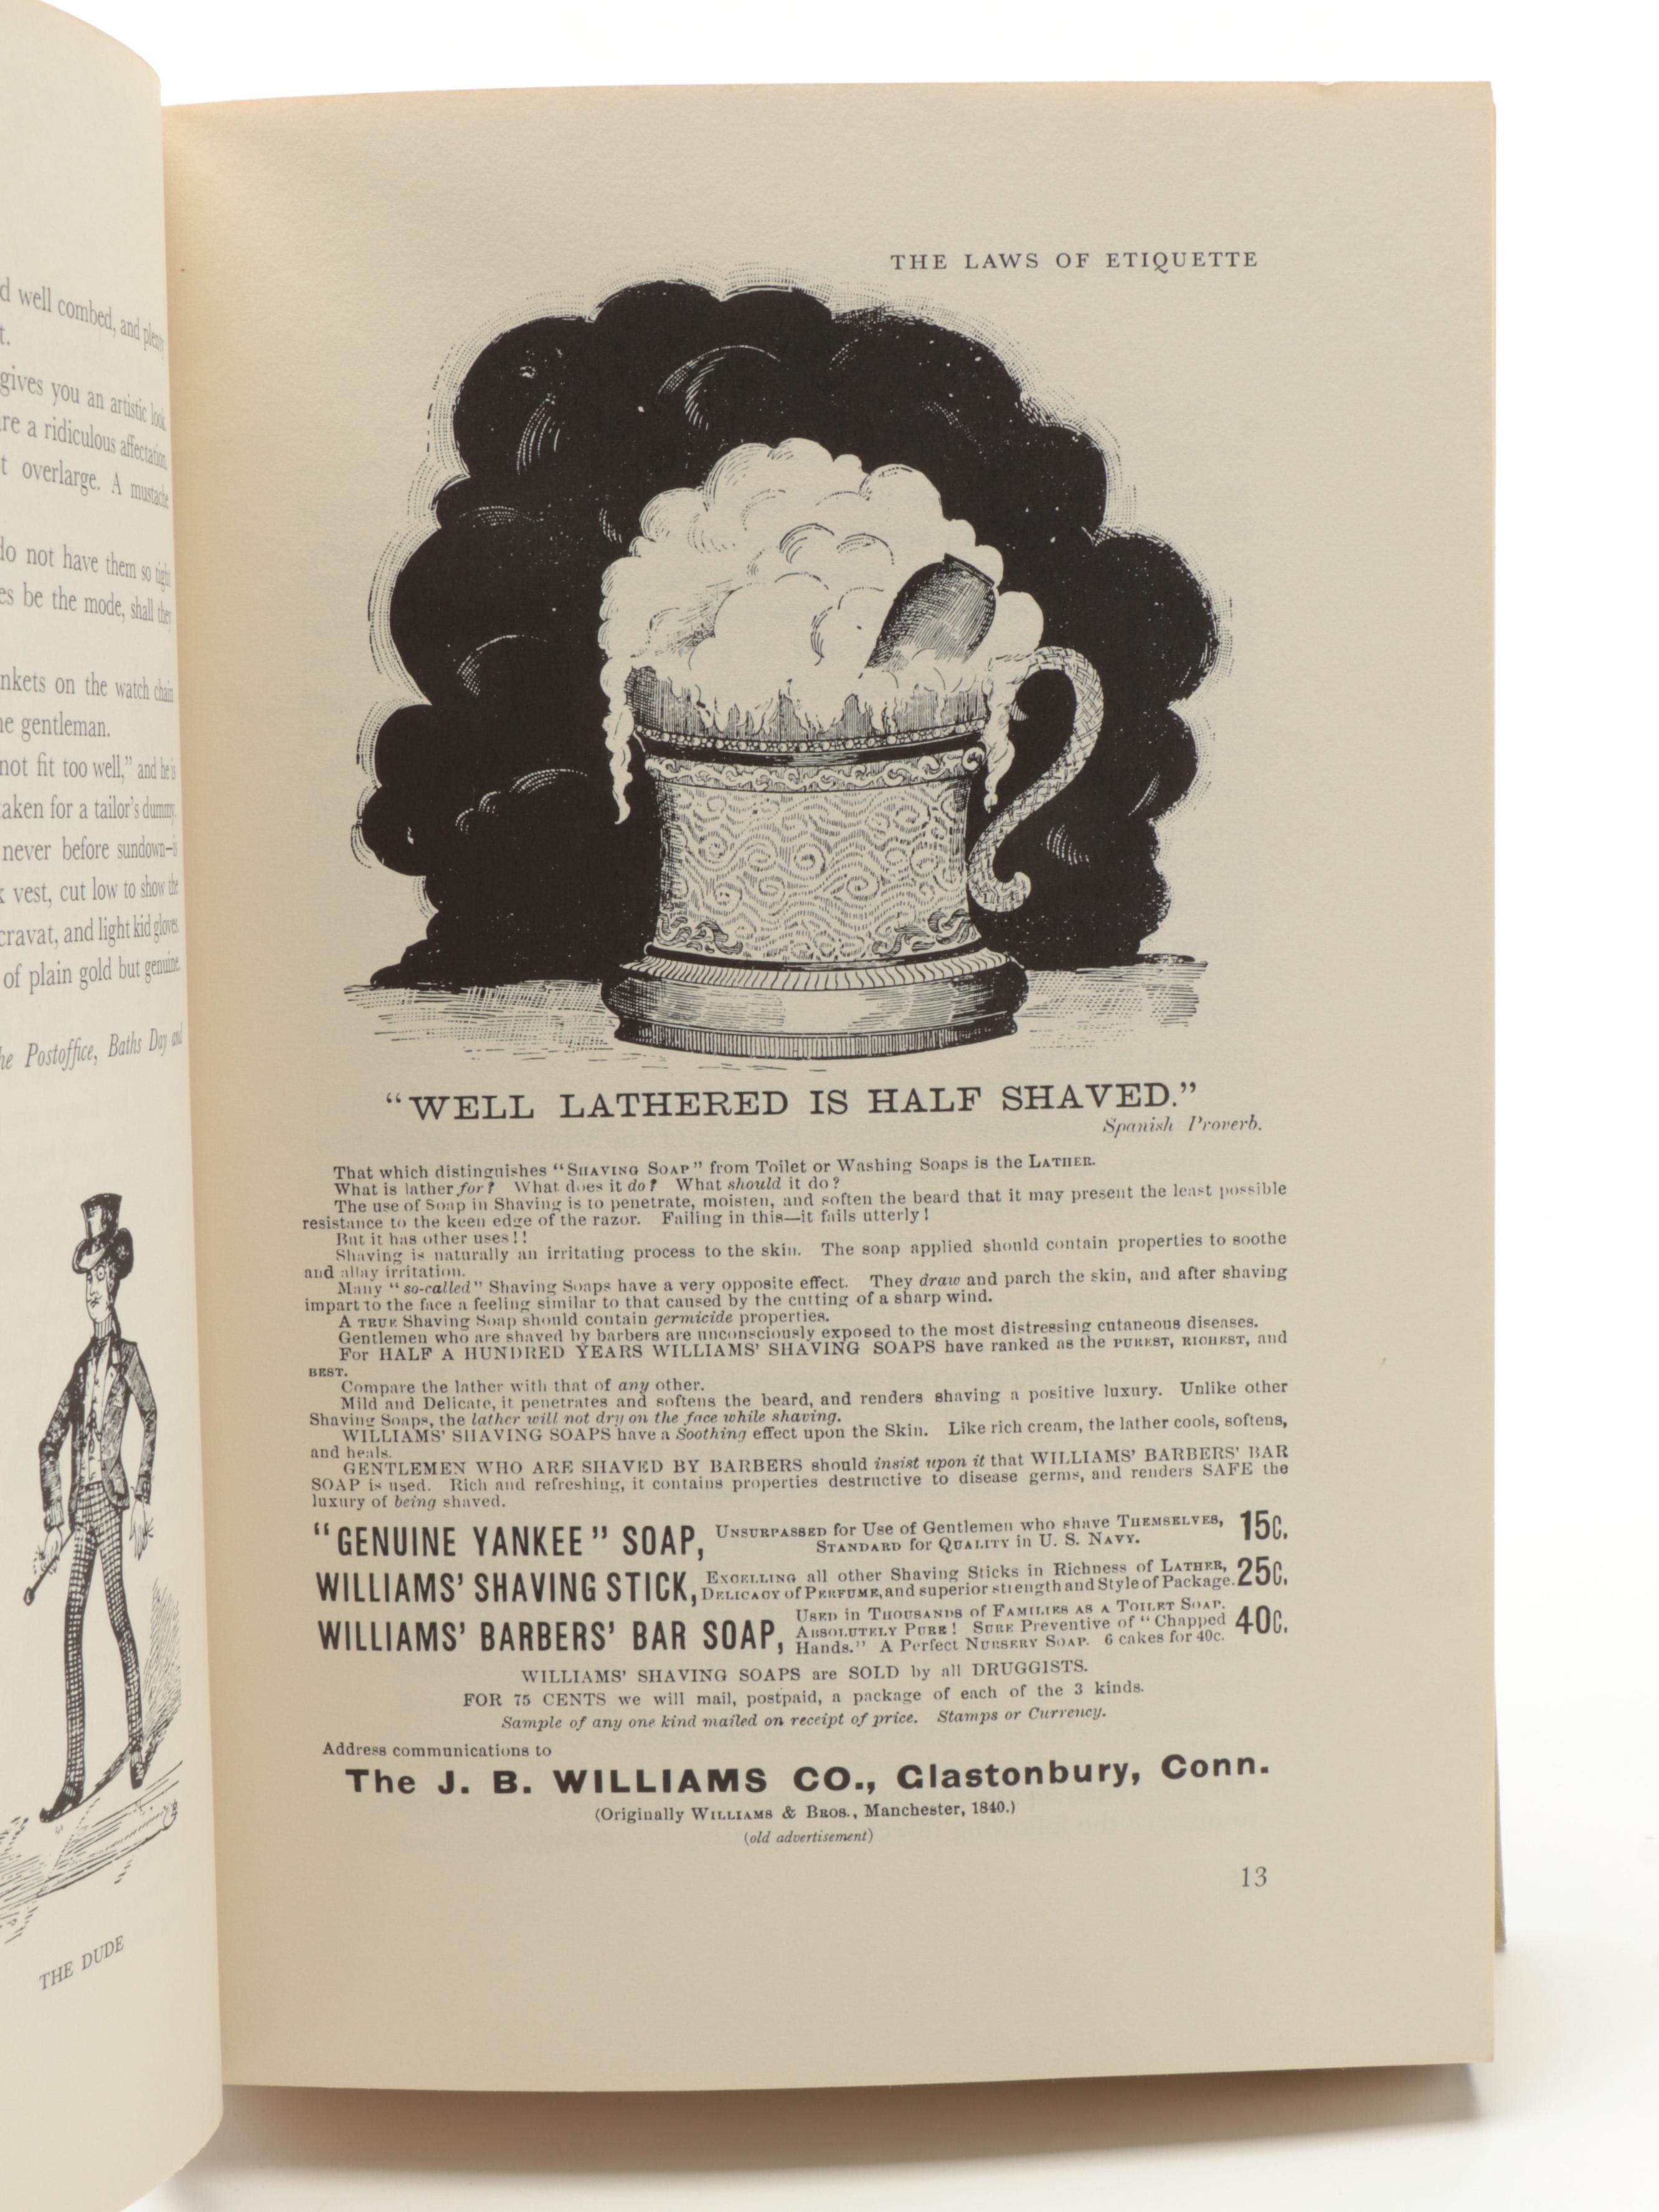 d well combed, and plenty
t.
gives you an artistic look
re a ridiculous affectation.
t overlarge. A mustache
do not have them so tight
es be the mode, shall they
nkets on the watch chain
e gentleman.
not fit too well," and he is
aken for a tailor's dummy.
never before sundown—is
vest, cut low to show the
cravat, and light kid gloves.
of plain gold but genuine.
he Postoffice, Baths Day and
THE DUDE
THE LAWS OF ETIQUETTE
"WELL LATHERED IS HALF SHAVED."
Spanish Proverb.
That which distinguishes "SHAVING SOAP" from Toilet or Washing Soaps is the LATHER.
What is lather for? What does it do? What should it do?
The use of Soap in Shaving is to penetrate, moisten, and soften the beard that it may present the least possible
resistance to the keen edge of the razor. Failing in this—it fails utterly!
But it has other uses!!
Shaving is naturally an irritating process to the skin. The soap applied should contain properties to soothe
and allay irritation.
Many "so-called" Shaving Soaps have a very opposite effect. They draw and parch the skin, and after shaving
impart to the face a feeling similar to that caused by the cutting of a sharp wind.
A TRUE Shaving Soap should contain germicide properties.
Gentlemen who are shaved by barbers are unconsciously exposed to the most distressing cutaneous diseases.
For HALF A HUNDRED YEARS WILLIAMS' SHAVING SOAPS have ranked as the PUREST, RICHEST, and
BEST.
Compare the lather with that of any other.
Mild and Delicate, it penetrates and softens the beard, and renders shaving a positive luxury. Unlike other
Shaving Soaps, the lather will not dry on the face while shaving.
WILLIAMS' SHAVING SOAPS have a Soothing effect upon the Skin. Like rich cream, the lather cools, softens,
and heals.
GENTLEMEN WHO ARE SHAVED BY BARBERS should insist upon it that WILLIAMS' BARBERS' BAR
SOAP is used. Rich and refreshing, it contains properties destructive to disease germs, and renders SAFE the
luxury of being shaved.
"GENUINE YANKEE" SOAP, UNSURPASSED for Use of Gentlemen who shave THEMSELVES, 15C.
STANDARD for QUALITY in U. S. NAVY.
WILLIAMS' SHAVING STICK, EXCELLING all other Shaving Sticks in Richness of LATHER, 25C.
DELICACY of PERFUME, and superior strength and Style of Package.
WILLIAMS' BARBERS' BAR SOAP, USED in THOUSANDS of FAMILIES AS A TOILET SOAP. 40C.
ABSOLUTELY PURE! SURE Preventive of "Chapped
Hands." A Perfect NURSERY SOAP. 6 cakes for 40c.
WILLIAMS' SHAVING SOAPS are SOLD by all DRUGGISTS.
FOR 75 CENTS we will mail, postpaid, a package of each of the 3 kinds.
Sample of any one kind mailed on receipt of price. Stamps or Currency.
Address communications to
The J. B. WILLIAMS CO., Glastonbury, Conn.
(Originally WILLIAMS & BROS., Manchester, 1840.)
(old advertisement)
13